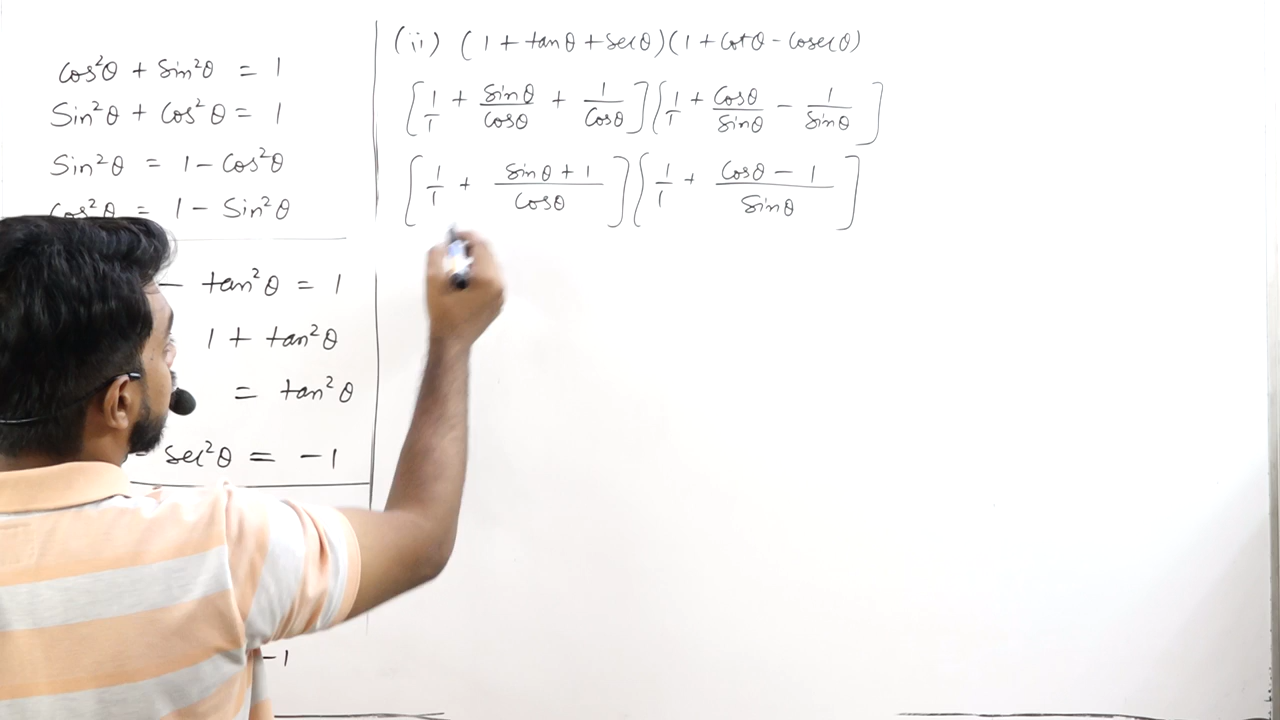 cos²θ + Sin²θ = 1
Sin²θ + Cos²θ = 1
Sin²θ = 1 - Cos²θ
Cos²θ = 1 - Sin²θ
- tan²θ = 1
1 + tan²θ
= tan²θ
- sec²θ = -1
-1
(ii) (1 + tanθ + secθ)(1 + cotθ - cosecθ)
[1/1 + Sinθ/Cosθ + 1/Cosθ][1/1 + Cosθ/Sinθ - 1/Sinθ]
[1/1 + Sinθ + 1/Cosθ][1/1 + Cosθ - 1/Sinθ]